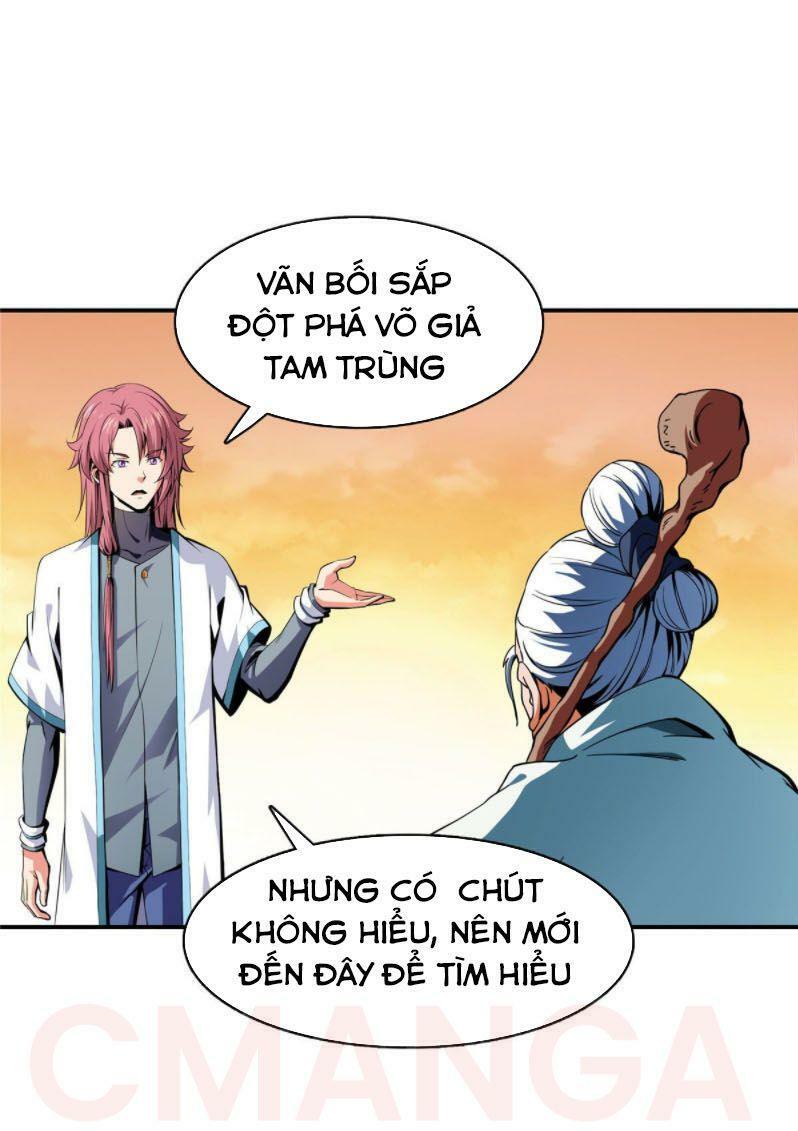 VÃN BỐI SẮP
ĐỘT PHÁ VÕ GIẢ
TAM TRÙNG
NHƯNG CÓ CHÚT
KHÔNG HIỂU, NÊN MỚI
ĐẾN ĐÂY ĐỂ TÌM HIỂU
CMANGA